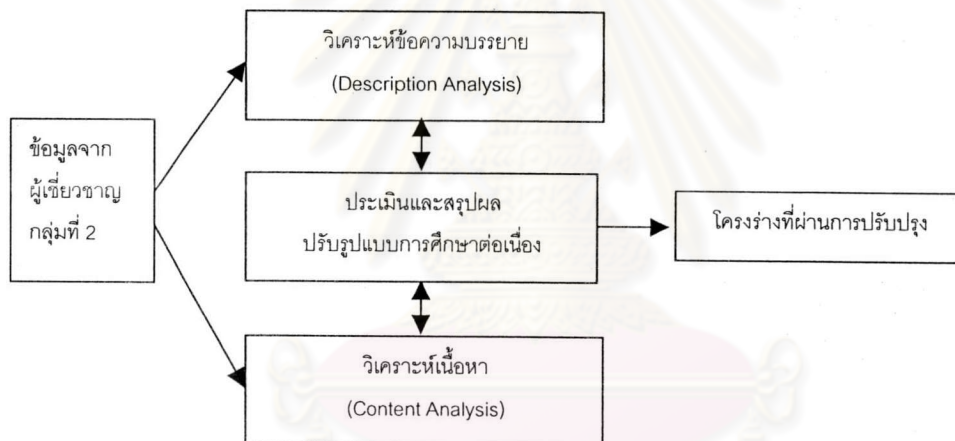 วิเคราะห์ข้อความบรรยาย
(Description Analysis)
ข้อมูลจาก
ผู้เชี่ยวชาญ
กลุ่มที่ 2
ประเมินและสรุปผล
ปรับรูปแบบการศึกษาต่อเนื่อง
โครงร่างที่ผ่านการปรับปรุง
วิเคราะห์เนื้อหา
(Content Analysis)